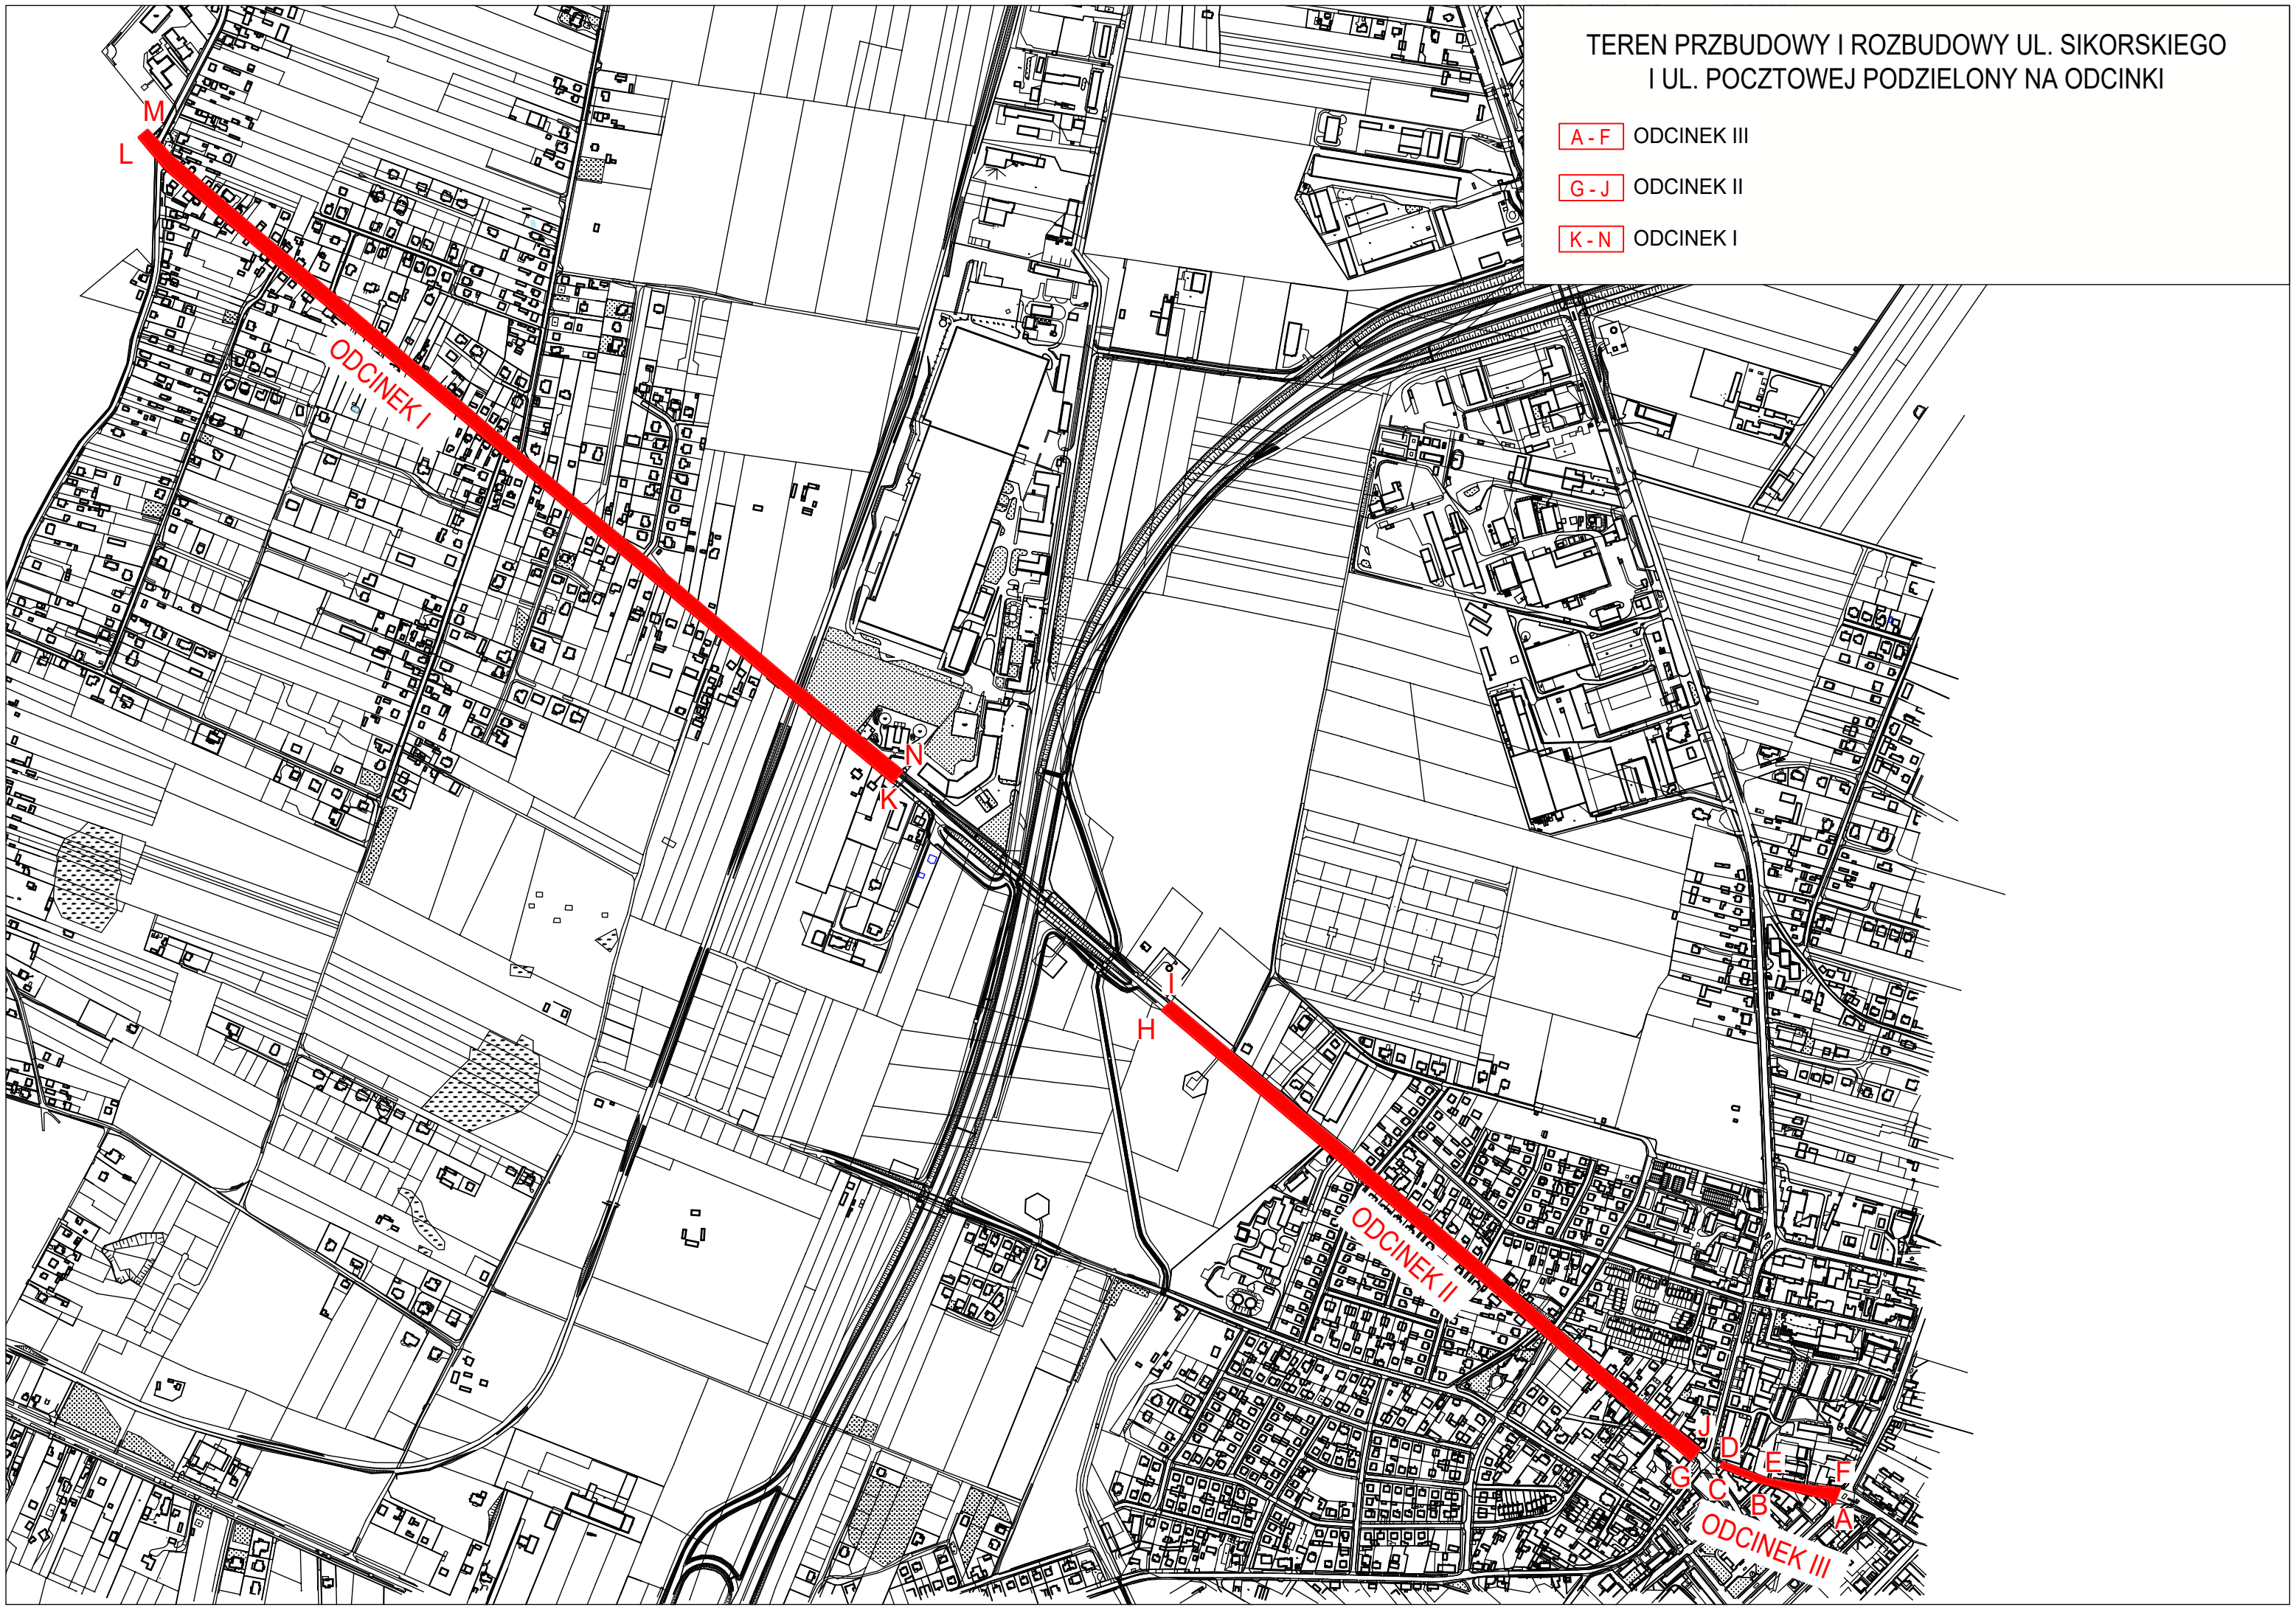 TEREN PRZBUDOWY I ROZBUDOWY UL. SIKORSKIEGO
I UL. POCZTOWEJ PODZIELONY NA ODCINKI
A - F ODCINEK III
G - J ODCINEK II
K - N ODCINEK I
M
L
ODCINEK I
N
K
I
H
ODCINEK II
J
D
G
E
F
C
B
A
ODCINEK III